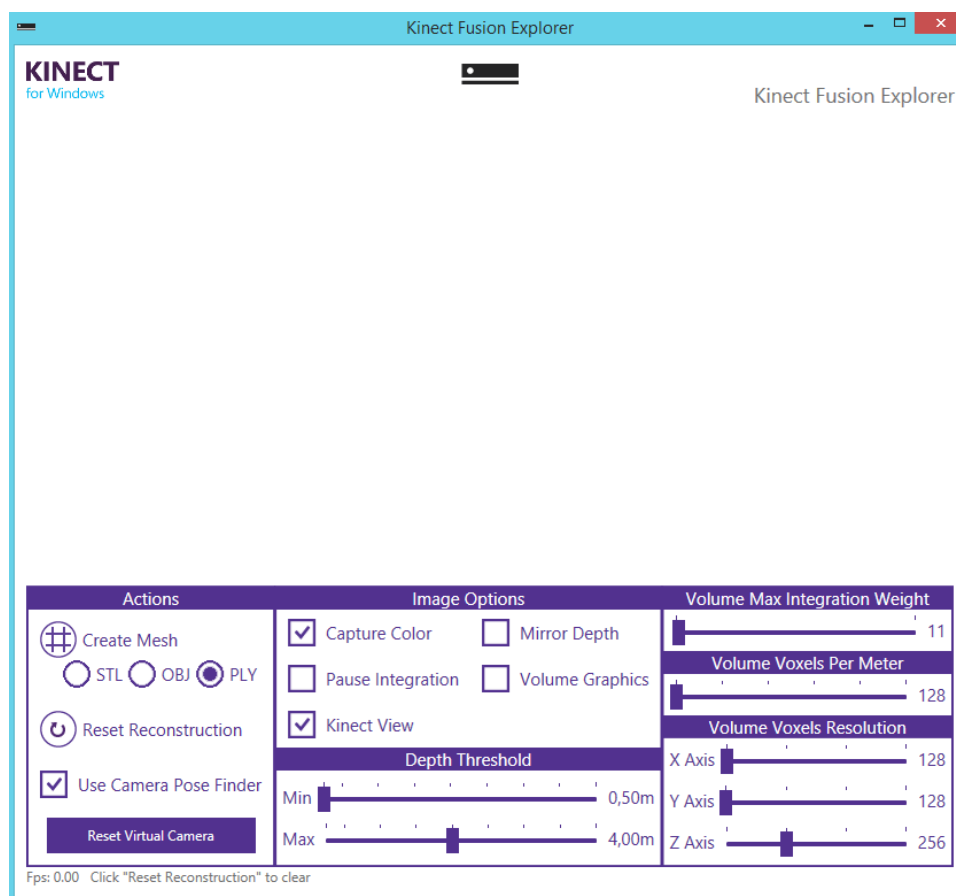 Kinect Fusion Explorer
KINECT
for Windows
Kinect Fusion Explorer
Actions
Create Mesh
STL OBJ PLY
Reset Reconstruction
Use Camera Pose Finder
Reset Virtual Camera
Image Options
Capture Color Mirror Depth
Pause Integration Volume Graphics
Kinect View
Depth Threshold
Min 0,50m
Max 4,00m
Volume Max Integration Weight
11
Volume Voxels Per Meter
128
Volume Voxels Resolution
X Axis 128
Y Axis 128
Z Axis 256
Fps: 0.00 Click "Reset Reconstruction" to clear